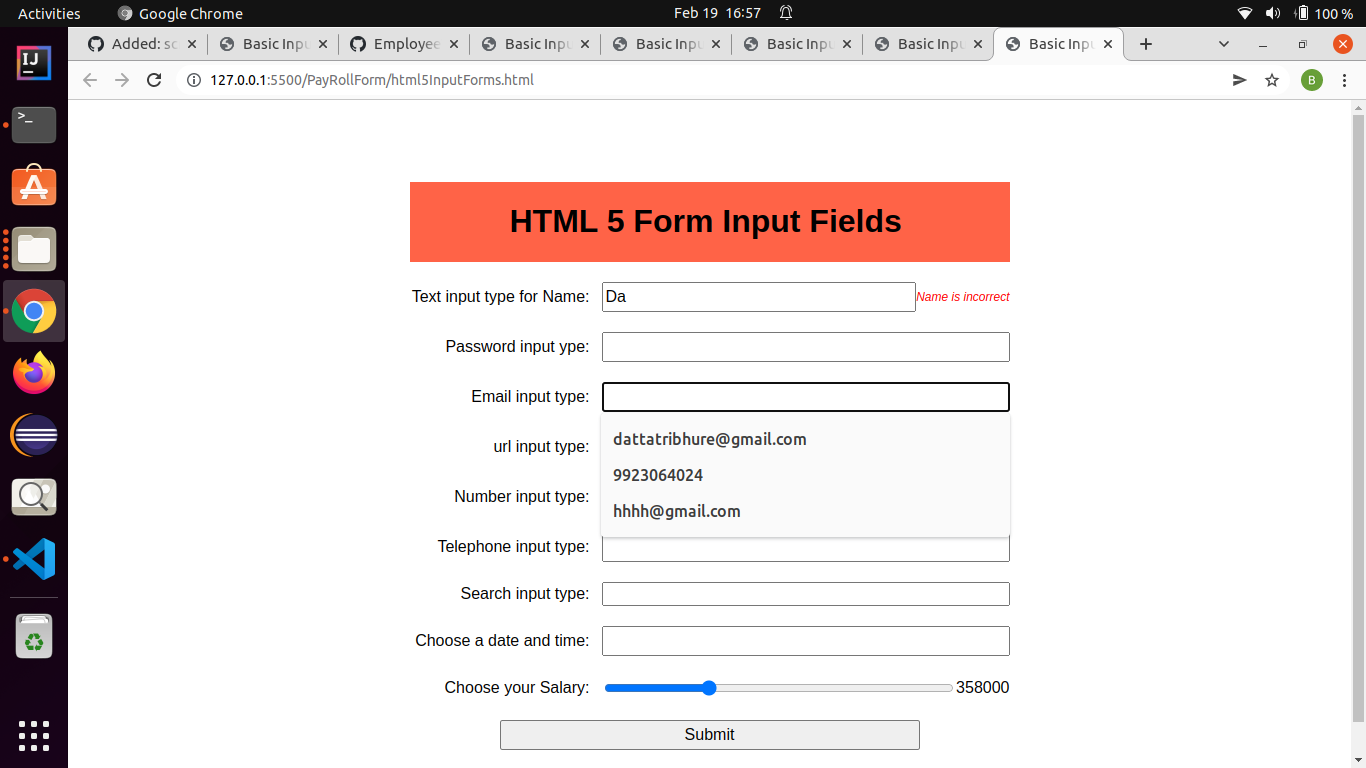 Activities Google Chrome Feb 19 16:57 100 %
Added: sc Basic Inpu Employee Basic Inpu Basic Inpu Basic Inpu Basic Inpu Basic Inpu
127.0.0.1:5500/PayRollForm/html5InputForms.html B
HTML 5 Form Input Fields
Text input type for Name: Da Name is incorrect
Password input ype:
Email input type:
dattatribhure@gmail.com
url input type:
9923064024
Number input type:
hhhh@gmail.com
Telephone input type:
Search input type:
Choose a date and time:
Choose your Salary: 358000
Submit